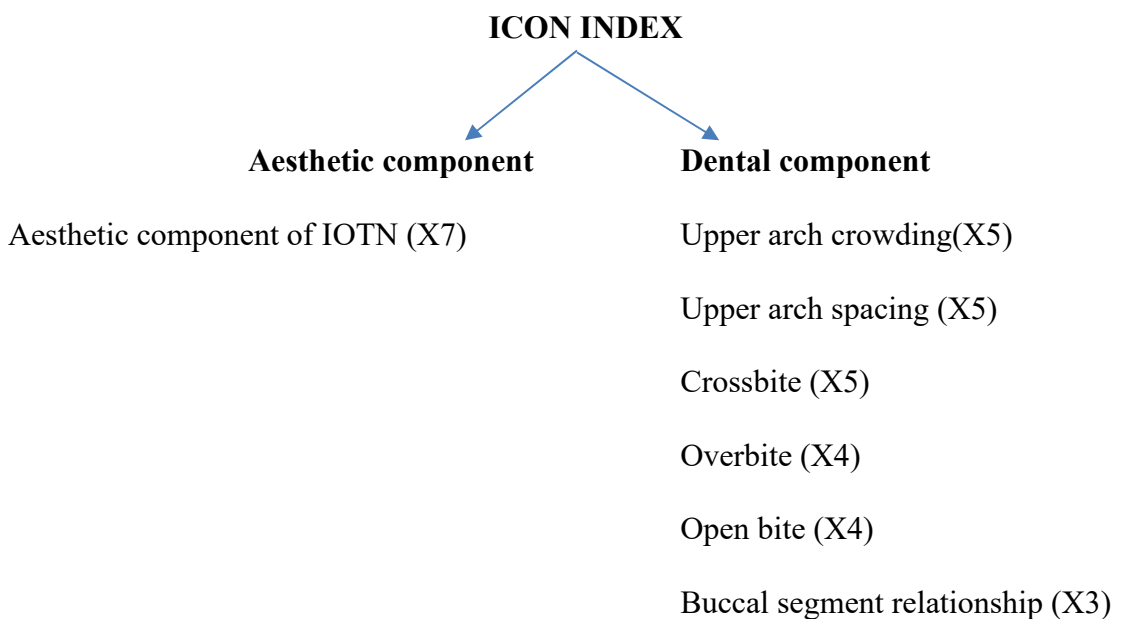 ICON INDEX
Aesthetic component
Dental component
Aesthetic component of IOTN (X7)
Upper arch crowding(X5)
Upper arch spacing (X5)
Crossbite (X5)
Overbite (X4)
Open bite (X4)
Buccal segment relationship (X3)